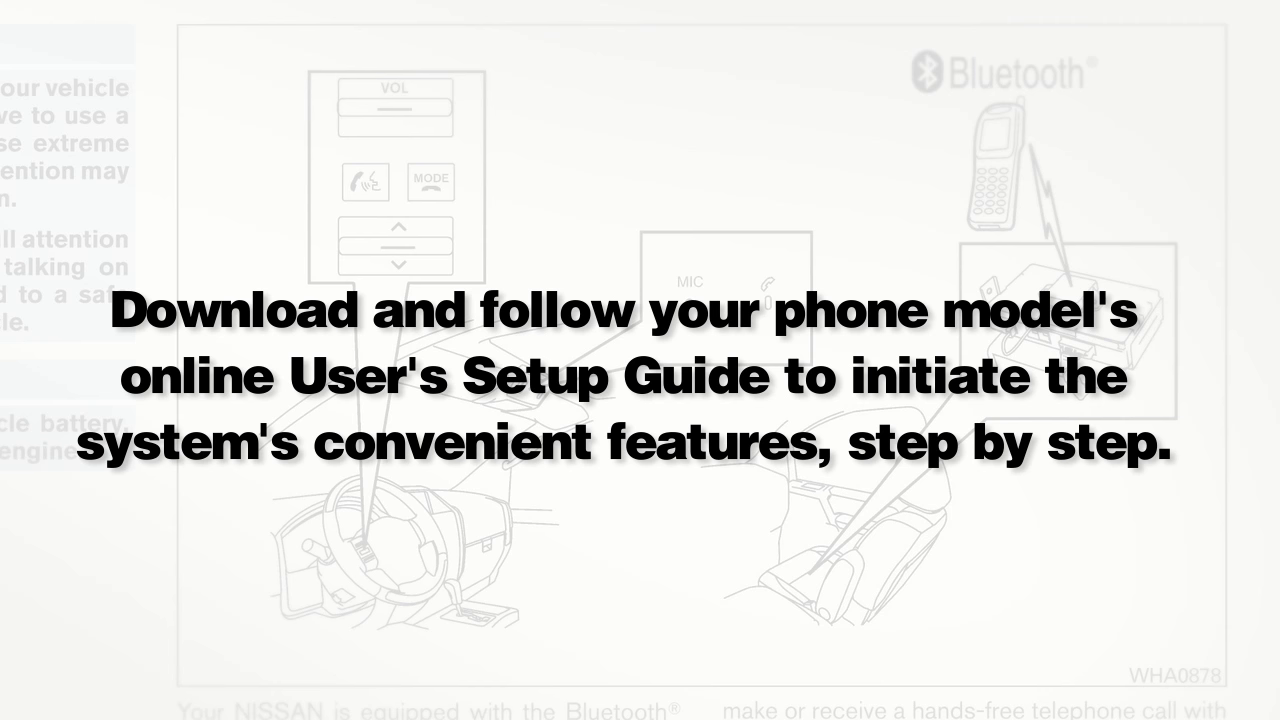 our vehicle
ve to use a
se extreme
ention may
m.
ll attention
talking on
d to a safe
le.
cle battery,
engine
VOL
MODE
MIC
Bluetooth®
Download and follow your phone model's
online User's Setup Guide to initiate the
system's convenient features, step by step.
WHA0878
Your NISSAN is equipped with the Bluetooth®
make or receive a hands-free telephone call with